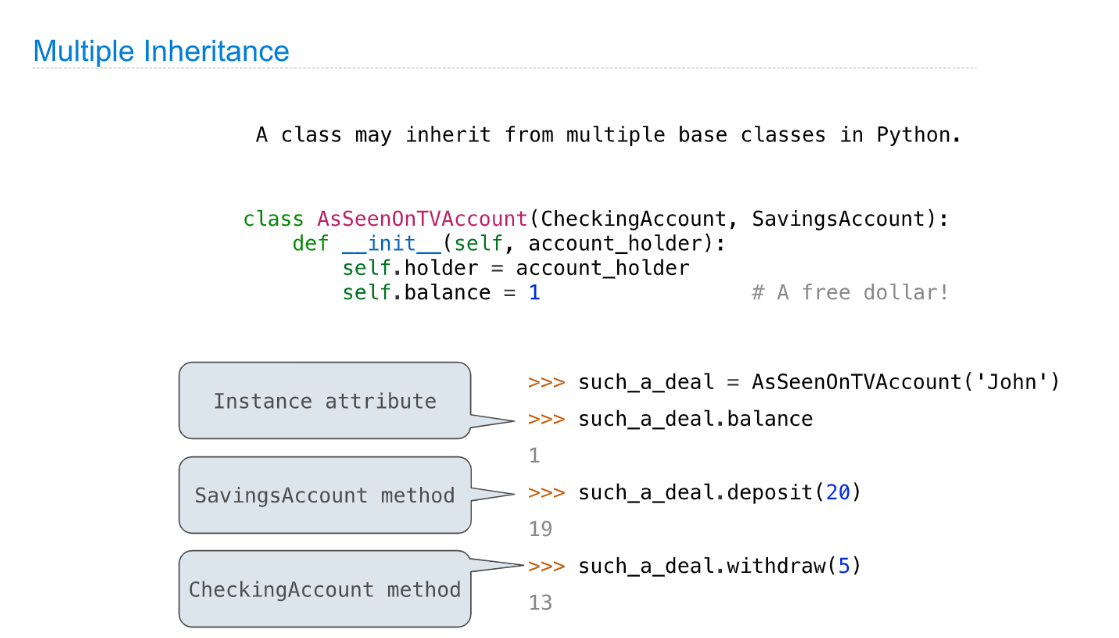 Multiple Inheritance
A class may inherit from multiple base classes in Python.
class AsSeenOnTVAccount(CheckingAccount, SavingsAccount):
    def __init__(self, account_holder):
        self.holder = account_holder
        self.balance = 1                 # A free dollar!
Instance attribute
>>> such_a_deal = AsSeenOnTVAccount('John')
>>> such_a_deal.balance
1
SavingsAccount method
>>> such_a_deal.deposit(20)
19
CheckingAccount method
>>> such_a_deal.withdraw(5)
13